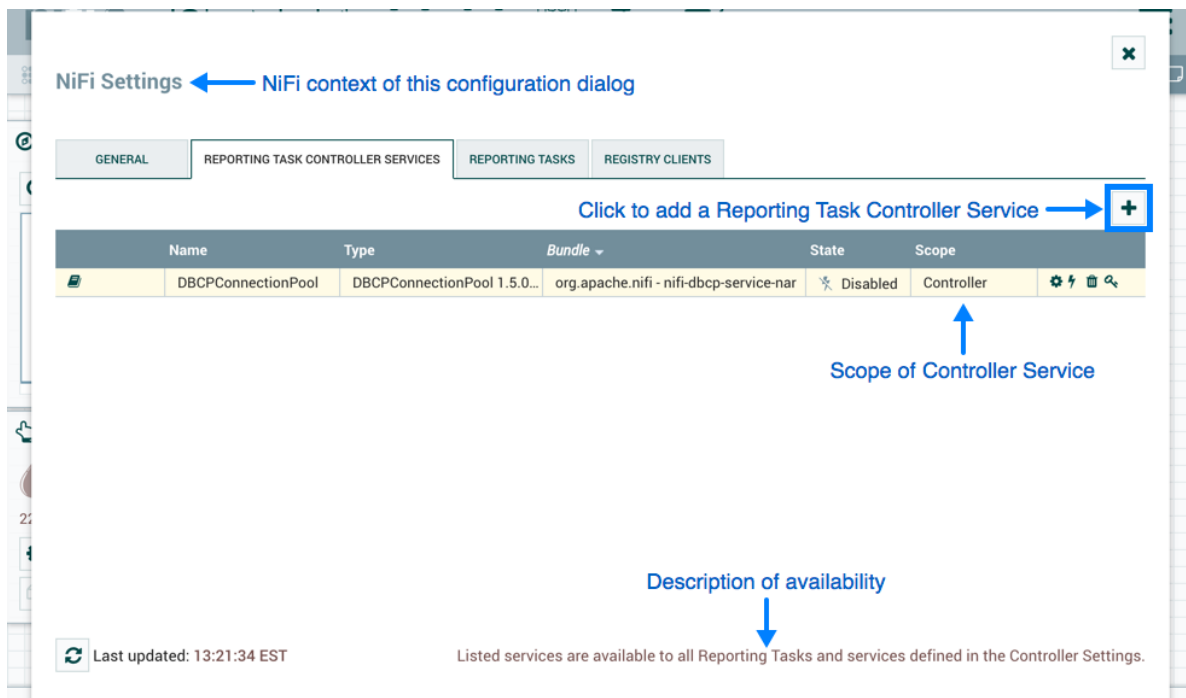 NiFi Settings NiFi context of this configuration dialog
GENERAL REPORTING TASK CONTROLLER SERVICES REPORTING TASKS REGISTRY CLIENTS
Click to add a Reporting Task Controller Service
Name Type Bundle State Scope
DBCPConnectionPool DBCPConnectionPool 1.5.0... org.apache.nifi - nifi-dbcp-service-nar Disabled Controller
Scope of Controller Service
22
Description of availability
Last updated: 13:21:34 EST Listed services are available to all Reporting Tasks and services defined in the Controller Settings.